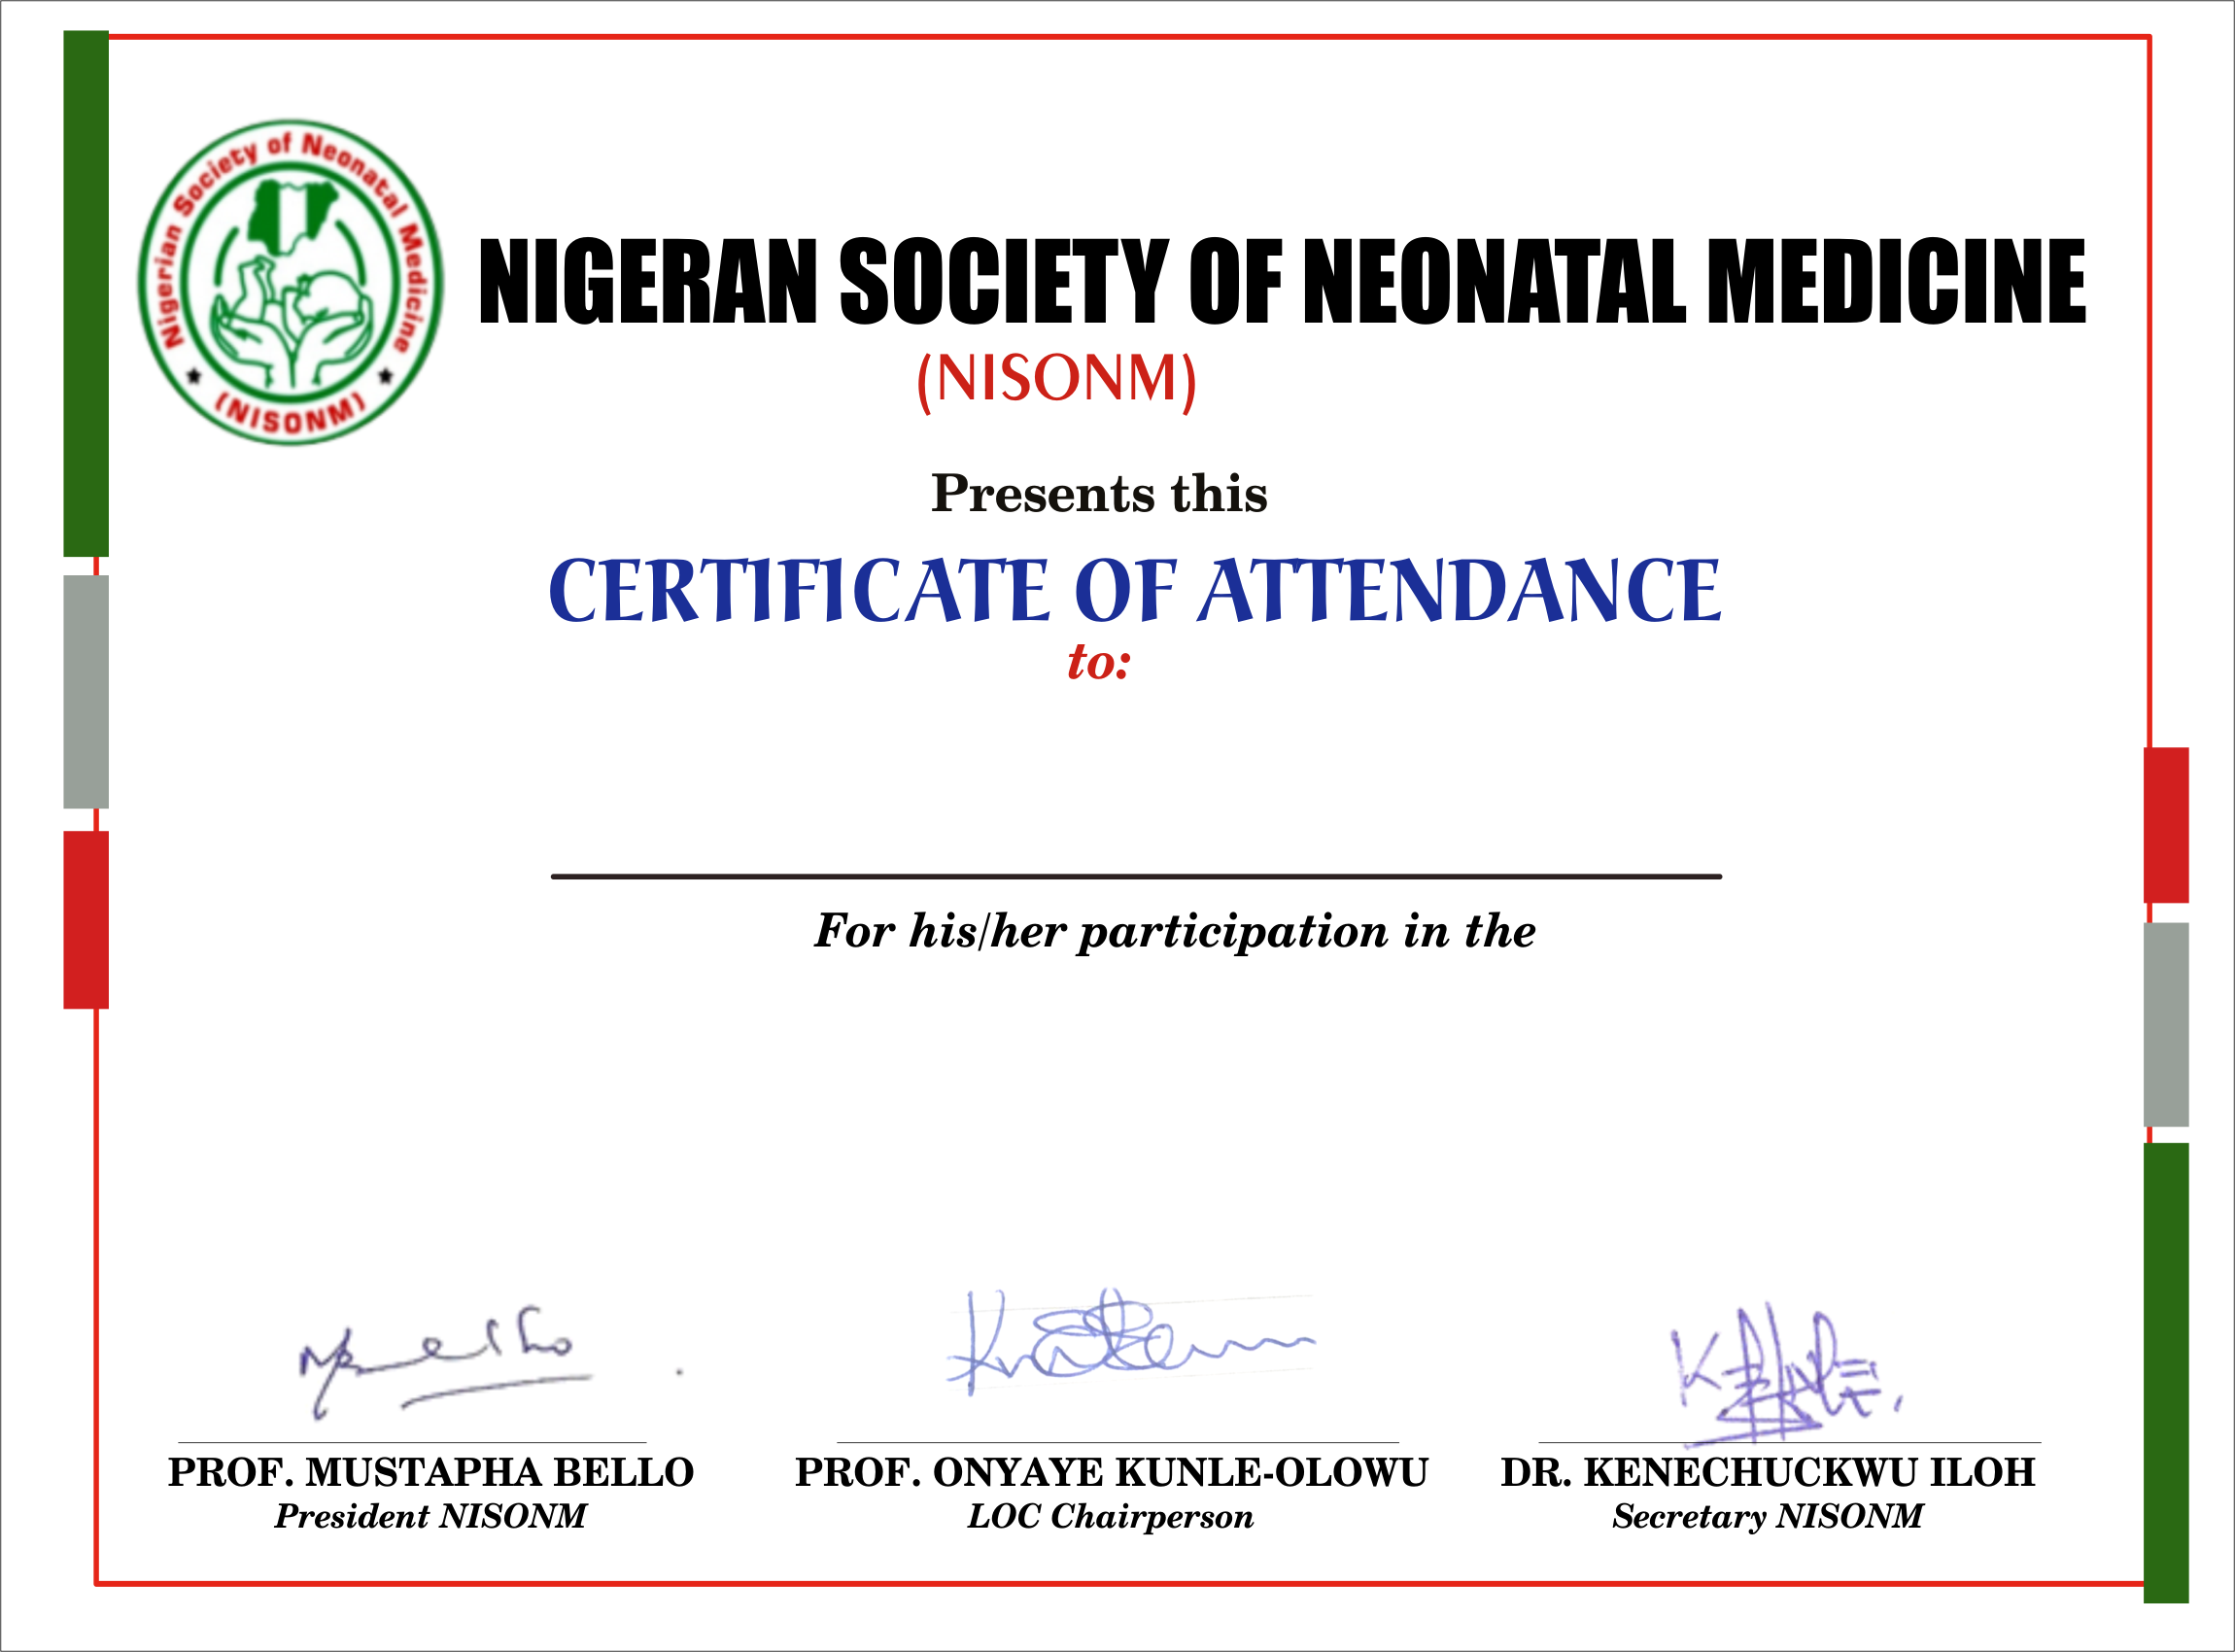 Nigerian Society of Neonatal Medicine
(NISONM)
NIGERAN SOCIETY OF NEONATAL MEDICINE
(NISONM)
Presents this
CERTIFICATE OF ATTENDANCE
to:
For his/her participation in the
PROF. MUSTAPHA BELLO
President NISONM
PROF. ONYAYE KUNLE-OLOWU
LOC Chairperson
DR. KENECHUCKWU ILOH
Secretary NISONM